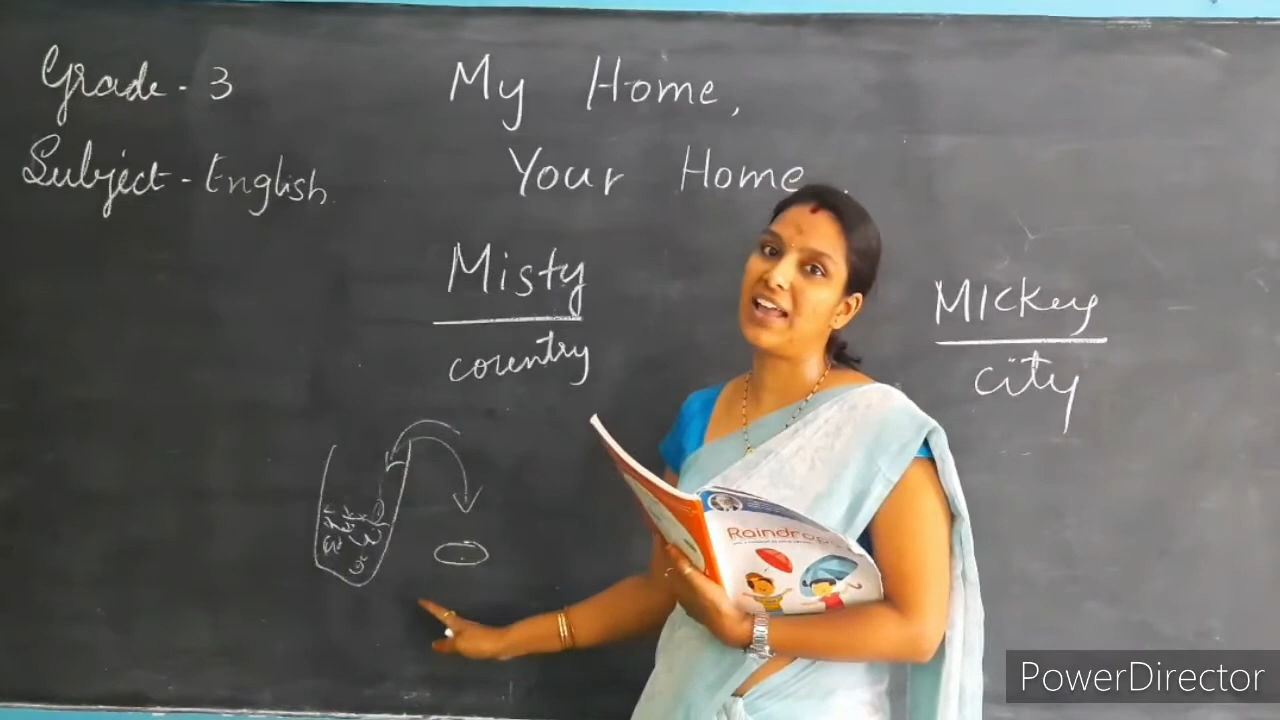 Grade - 3
Subject - English
My Home,
Your Home.
Misty
country
Mickey
city
Raindrops
PowerDirector